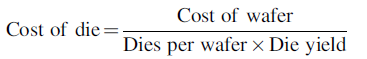 Cost of die = Cost of wafer / Dies per wafer × Die yield